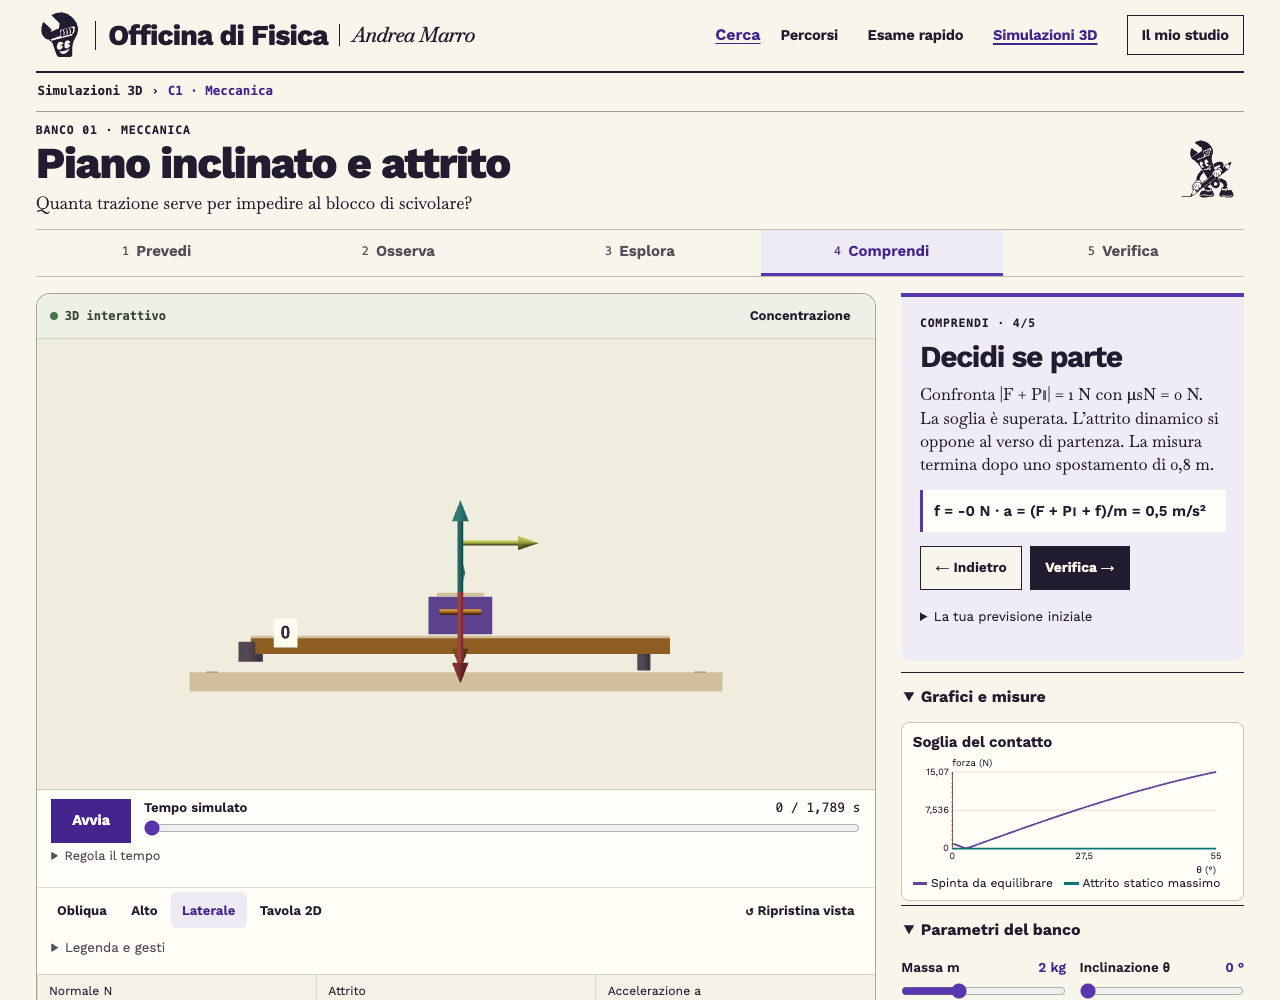 Officina di Fisica
Andrea Marro
Cerca
Percorsi
Esame rapido
Simulazioni 3D
Il mio studio
Simulazioni 3D › C1 · Meccanica
BANCO 01 · MECCANICA
Piano inclinato e attrito
Quanta trazione serve per impedire al blocco di scivolare?
1 Prevedi
2 Osserva
3 Esplora
4 Comprendi
5 Verifica
3D interattivo
Concentrazione
0
Avvia
Tempo simulato
0 / 1,789 s
▶ Regola il tempo
Obliqua
Alto
Laterale
Tavola 2D
↺ Ripristina vista
▶ Legenda e gesti
Normale N
Attrito
Accelerazione a
COMPRENDI · 4/5
Decidi se parte
Confronta |F + P∥| = 1 N con µsN = 0 N.
La soglia è superata. L’attrito dinamico si
oppone al verso di partenza. La misura
termina dopo uno spostamento di 0,8 m.
f = -0 N · a = (F + P∥ + f)/m = 0,5 m/s²
← Indietro
Verifica →
▶ La tua previsione iniziale
▼ Grafici e misure
Soglia del contatto
forza (N)
15,07
7,536
0
0
27,5
55
θ (°)
Spinta da equilibrare
Attrito statico massimo
▼ Parametri del banco
Massa m
2 kg
Inclinazione θ
0 °